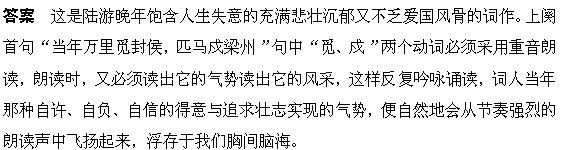 答案　这是陆游晚年饱含人生失意的充满悲壮沉郁又不乏爱国风骨的词作。上阕
首句“当年万里觅封侯，匹马戍梁州”句中“觅、戍”两个动词必须采用重音朗
读，朗读时，又必须读出它的气势读出它的风采，这样反复吟咏诵读，词人当年
那种自许、自负、自信的得意与追求壮志实现的气势，便自然地会从节奏强烈的
朗读声中飞扬起来，浮存于我们胸间脑海。